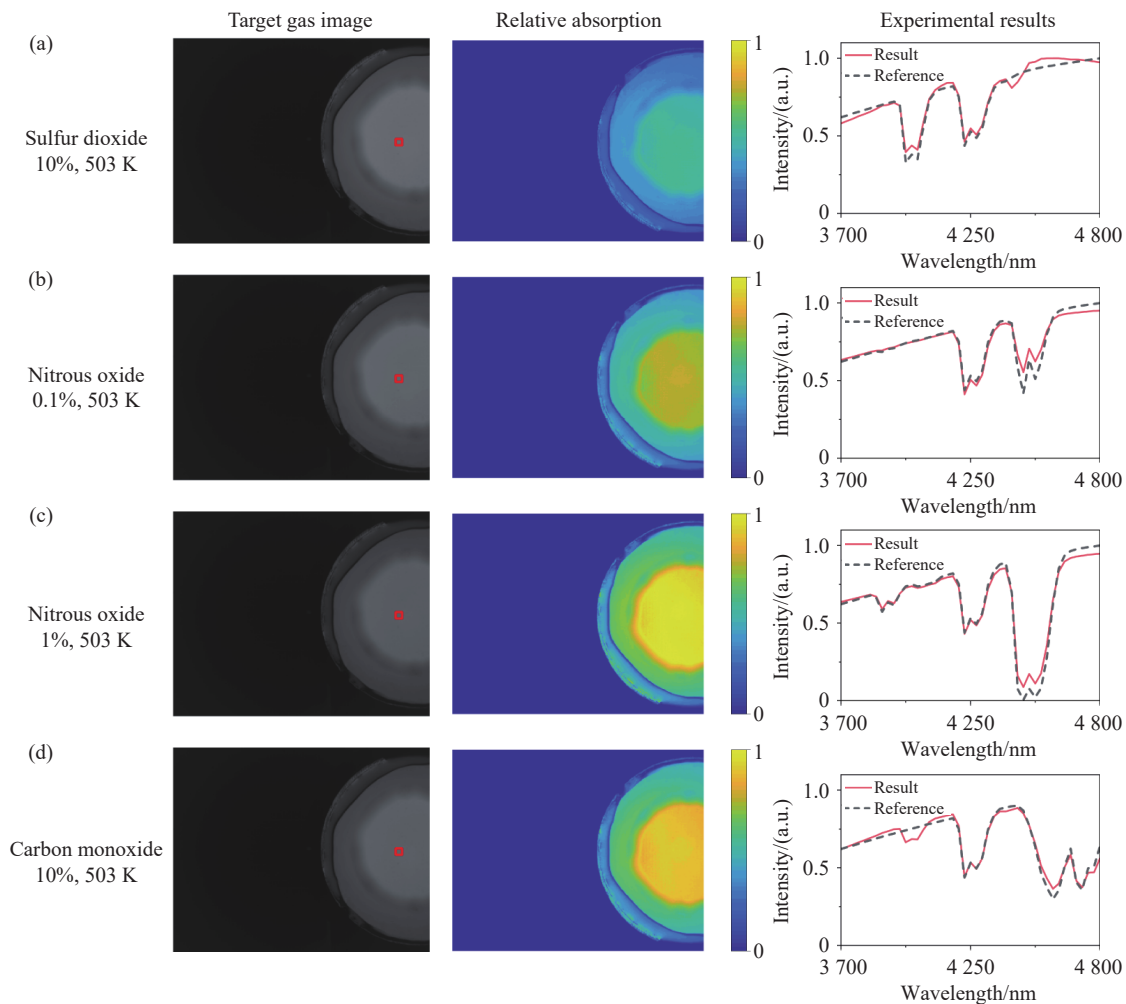 Target gas image
Relative absorption
Experimental results
(a)
Sulfur dioxide
10%, 503 K
1
0
Intensity/(a.u.)
1.0
0.5
0
Result
Reference
3 700
4 250
4 800
Wavelength/nm
(b)
Nitrous oxide
0.1%, 503 K
1
0
Intensity/(a.u.)
1.0
0.5
0
Result
Reference
3 700
4 250
4 800
Wavelength/nm
(c)
Nitrous oxide
1%, 503 K
1
0
Intensity/(a.u.)
1.0
0.5
0
Result
Reference
3 700
4 250
4 800
Wavelength/nm
(d)
Carbon monoxide
10%, 503 K
1
0
Intensity/(a.u.)
1.0
0.5
0
Result
Reference
3 700
4 250
4 800
Wavelength/nm